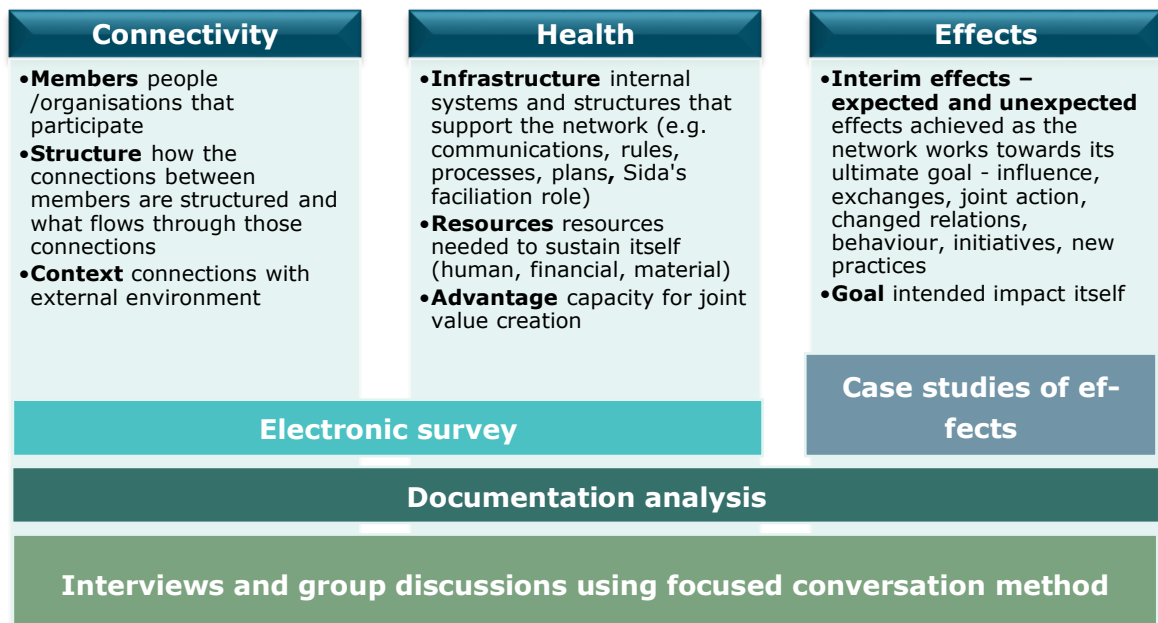 Connectivity
•Members people
/organisations that
participate
•Structure how the
connections between
members are structured and
what flows through those
connections
•Context connections with
external environment
Health
•Infrastructure internal
systems and structures that
support the network (e.g.
communications, rules,
processes, plans, Sida's
faciliation role)
•Resources resources
needed to sustain itself
(human, financial, material)
•Advantage capacity for joint
value creation
Effects
•Interim effects –
expected and unexpected
effects achieved as the
network works towards its
ultimate goal - influence,
exchanges, joint action,
changed relations,
behaviour, initiatives, new
practices
•Goal intended impact itself
Electronic survey
Case studies of ef-
fects
Documentation analysis
Interviews and group discussions using focused conversation method